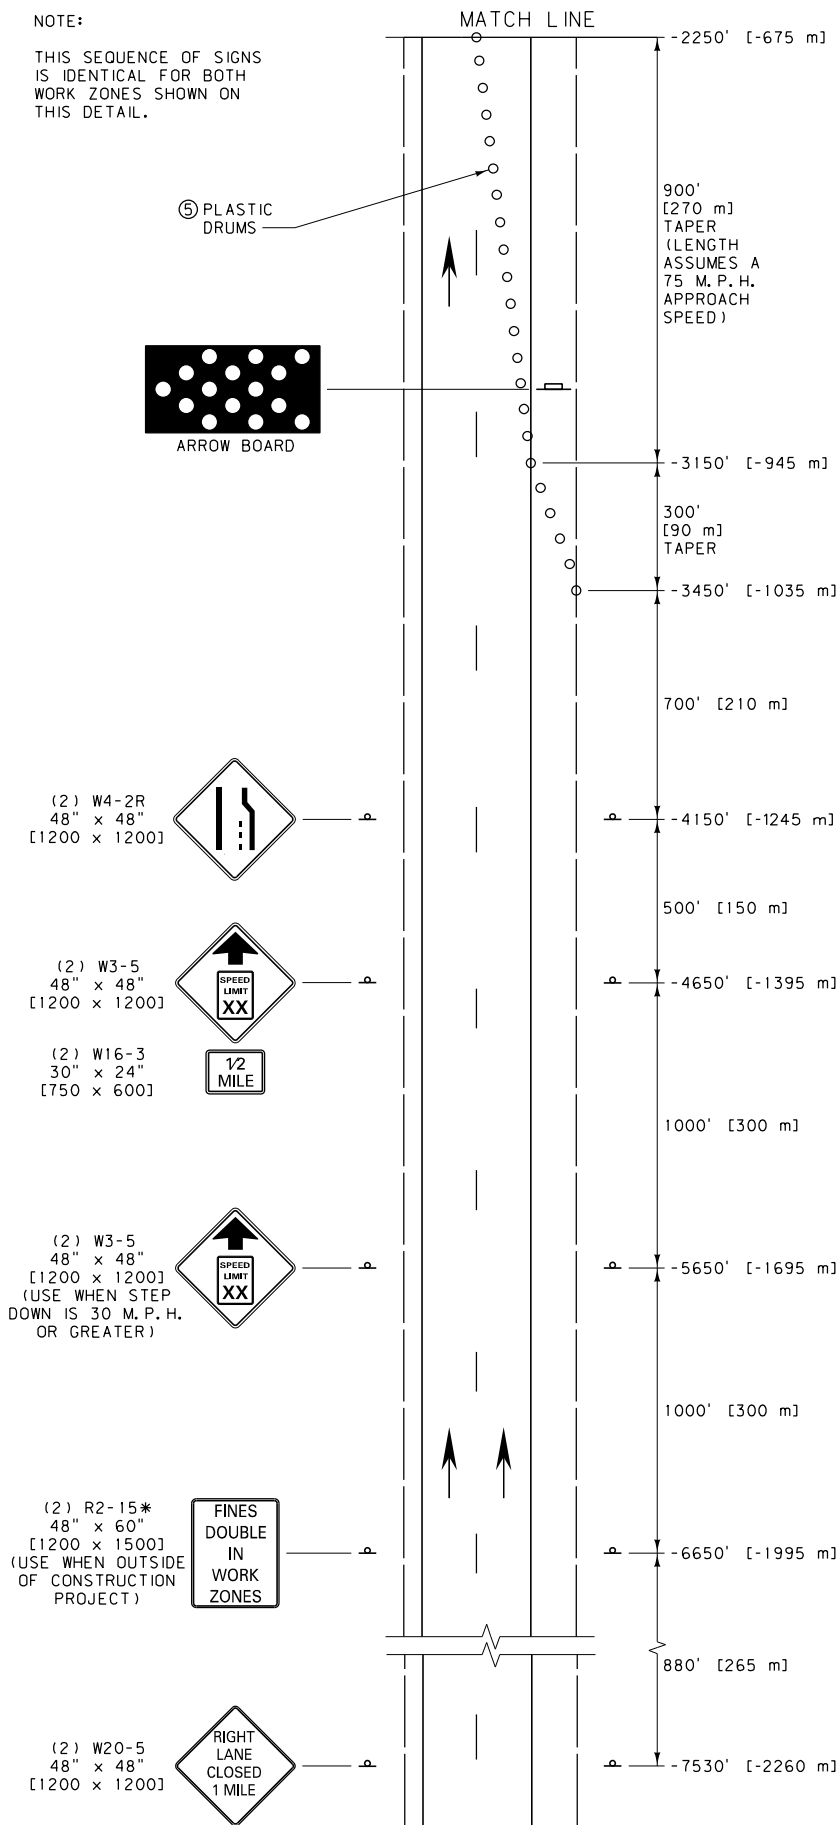 NOTE:
THIS SEQUENCE OF SIGNS
IS IDENTICAL FOR BOTH
WORK ZONES SHOWN ON
THIS DETAIL.
MATCH LINE
-2250' [-675 m]
⑤ PLASTIC
DRUMS
900'
[270 m]
TAPER
(LENGTH
ASSUMES A
75 M.P.H.
APPROACH
SPEED)
ARROW BOARD
-3150' [-945 m]
300'
[90 m]
TAPER
-3450' [-1035 m]
700' [210 m]
(2) W4-2R
48" x 48"
[1200 x 1200]
-4150' [-1245 m]
500' [150 m]
(2) W3-5
48" x 48"
[1200 x 1200]
SPEED
LIMIT
XX
-4650' [-1395 m]
(2) W16-3
30" x 24"
[750 x 600]
1/2
MILE
1000' [300 m]
(2) W3-5
48" x 48"
[1200 x 1200]
(USE WHEN STEP
DOWN IS 30 M.P.H.
OR GREATER)
SPEED
LIMIT
XX
-5650' [-1695 m]
1000' [300 m]
(2) R2-15*
48" x 60"
[1200 x 1500]
(USE WHEN OUTSIDE
OF CONSTRUCTION
PROJECT)
FINES
DOUBLE
IN
WORK
ZONES
-6650' [-1995 m]
880' [265 m]
(2) W20-5
48" x 48"
[1200 x 1200]
RIGHT
LANE
CLOSED
1 MILE
-7530' [-2260 m]